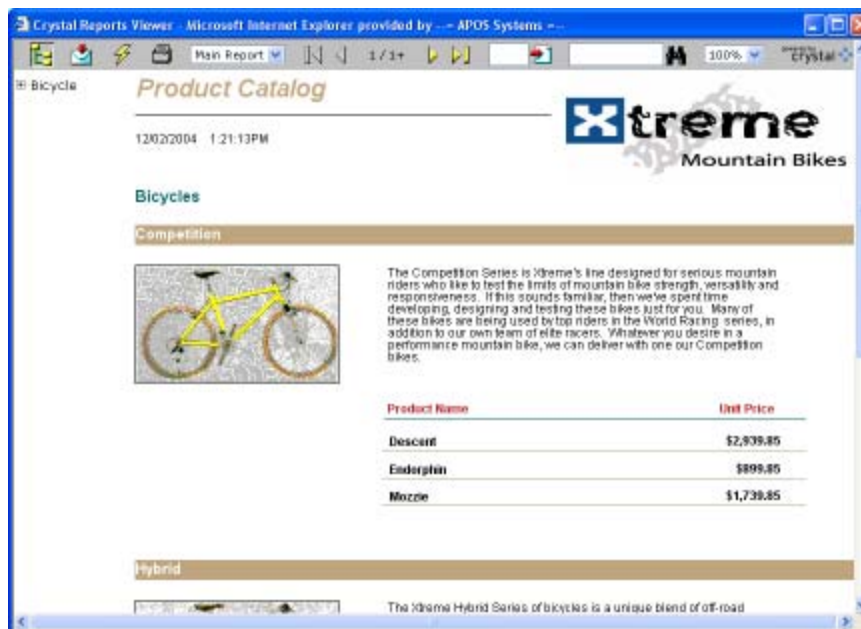 Crystal Reports Viewer - Microsoft Internet Explorer provided by --= APOS Systems =--
Main Report 1 / 1+ 100% crystal
Bicycle
Product Catalog
12/02/2004 1:21:13PM
Xtreme
Mountain Bikes
Bicycles
Competition
The Competition Series is Xtreme's line designed for serious mountain
riders who like to test the limits of mountain bike strength, versatility and
responsiveness. If this sounds familiar, then we've spent time
developing, designing and testing these bikes just for you. Many of
these bikes are being used by top riders in the World Racing series, in
addition to our own team of elite racers. Whatever you desire in a
performance mountain bike, we can deliver with one our Competition
bikes.
Product Name Unit Price
Descent $2,939.85
Endorphin $899.85
Mozzie $1,739.85
Hybrid
The Xtreme Hybrid Series of bicycles is a unique blend of off-road